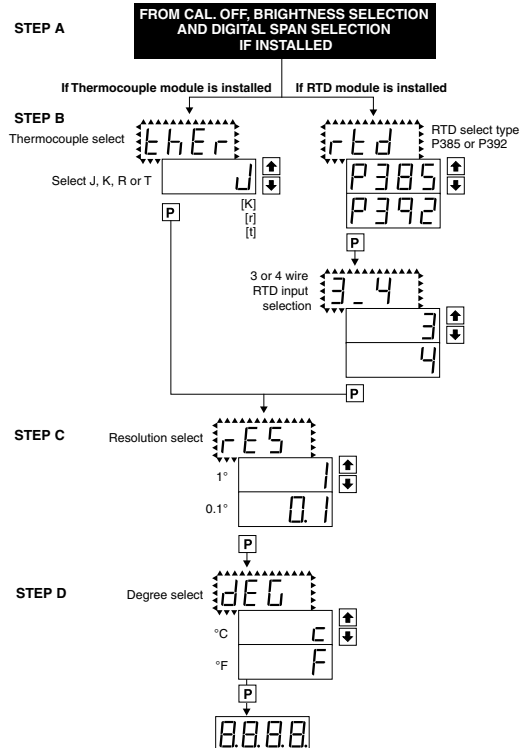 STEP A
FROM CAL. OFF, BRIGHTNESS SELECTION
AND DIGITAL SPAN SELECTION
IF INSTALLED
If Thermocouple module is installed
If RTD module is installed
STEP B
Thermocouple select
thEr
Select J, K, R or T
J
[K]
[r]
[t]
P
rtd
RTD select type
P385 or P392
P385
P392
P
3 or 4 wire
RTD input
selection
3_4
3
4
P
STEP C
Resolution select
rES
1°
1
0.1°
0.1
P
STEP D
Degree select
dEG
°C
c
°F
F
P
8.8.8.8.